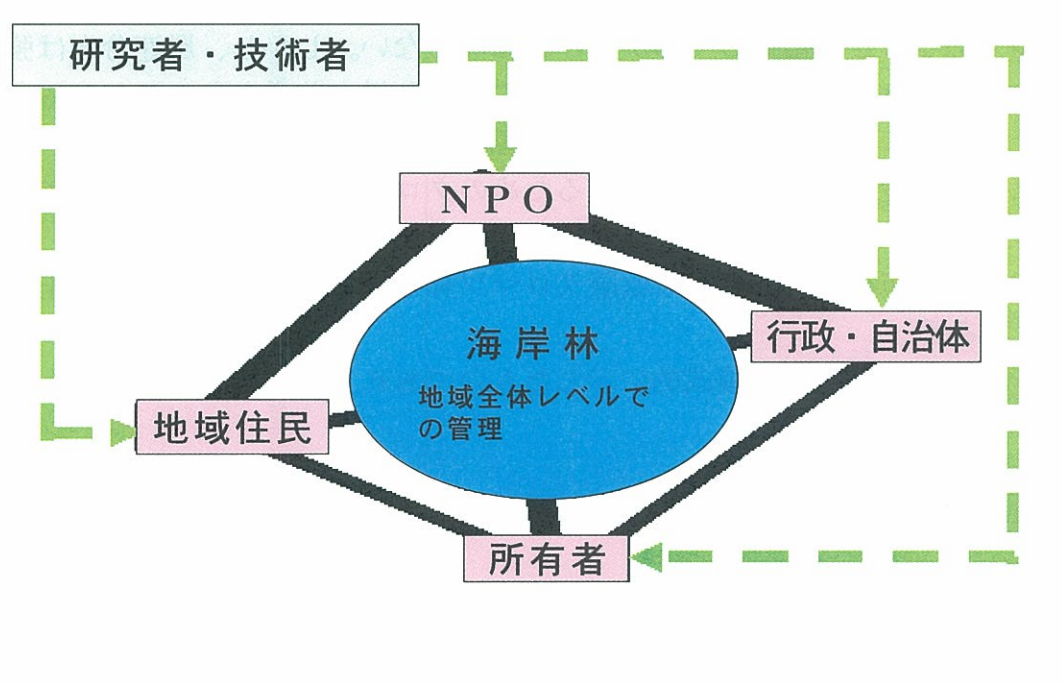 研究者・技術者
NPO
行政・自治体
海岸林
地域全体レベルで
の管理
地域住民
所有者